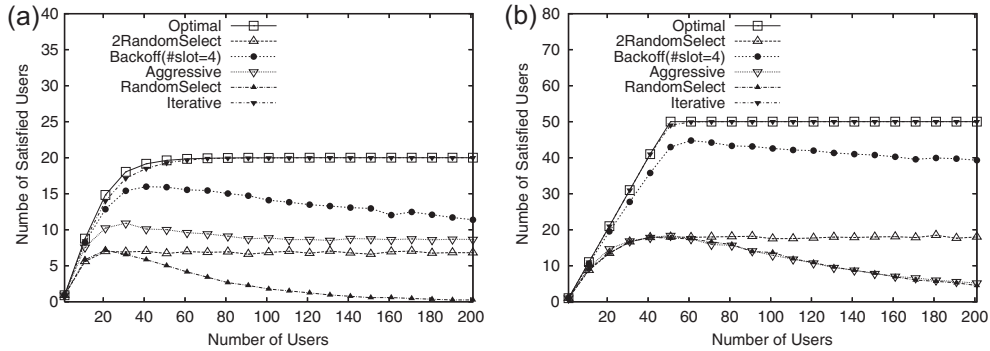 (a)
Numbe of Satisfied Users
40
35
30
25
20
15
10
5
0
Optimal
2RandomSelect
Backoff(#slot=4)
Aggressive
RandomSelect
Iterative
20 40 60 80 100 120 140 160 180 200
Number of Users
(b)
Numbe of Satisfied Users
80
70
60
50
40
30
20
10
0
Optimal
2RandomSelect
Backoff(#slot=4)
Aggressive
RandomSelect
Iterative
20 40 60 80 100 120 140 160 180 200
Number of Users